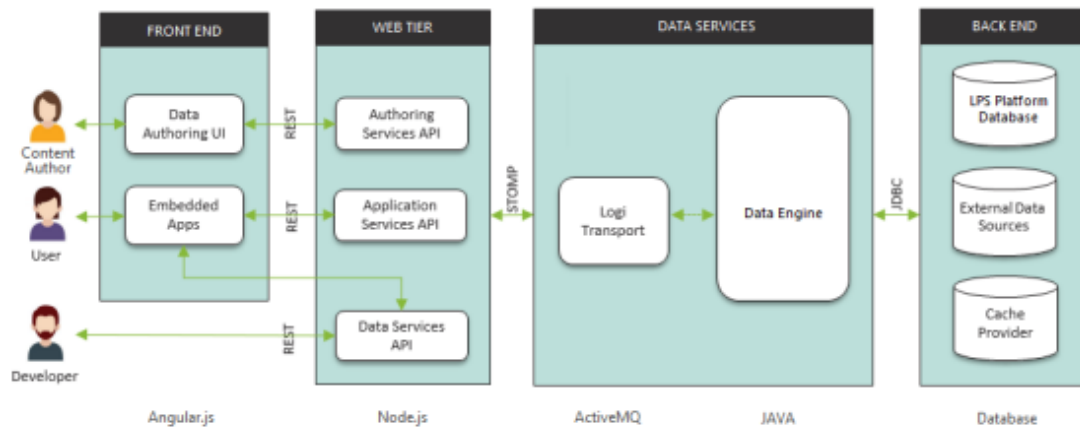 FRONT END
WEB TIER
DATA SERVICES
BACK END
Content
Author
User
Developer
Data
Authoring UI
Embedded
Apps
REST
REST
REST
Authoring
Services API
Application
Services API
Data Services
API
STOMP
Logi
Transport
Data Engine
JDBC
LPS Platform
Database
External Data
Sources
Cache
Provider
Angular.js
Node.js
ActiveMQ
JAVA
Database